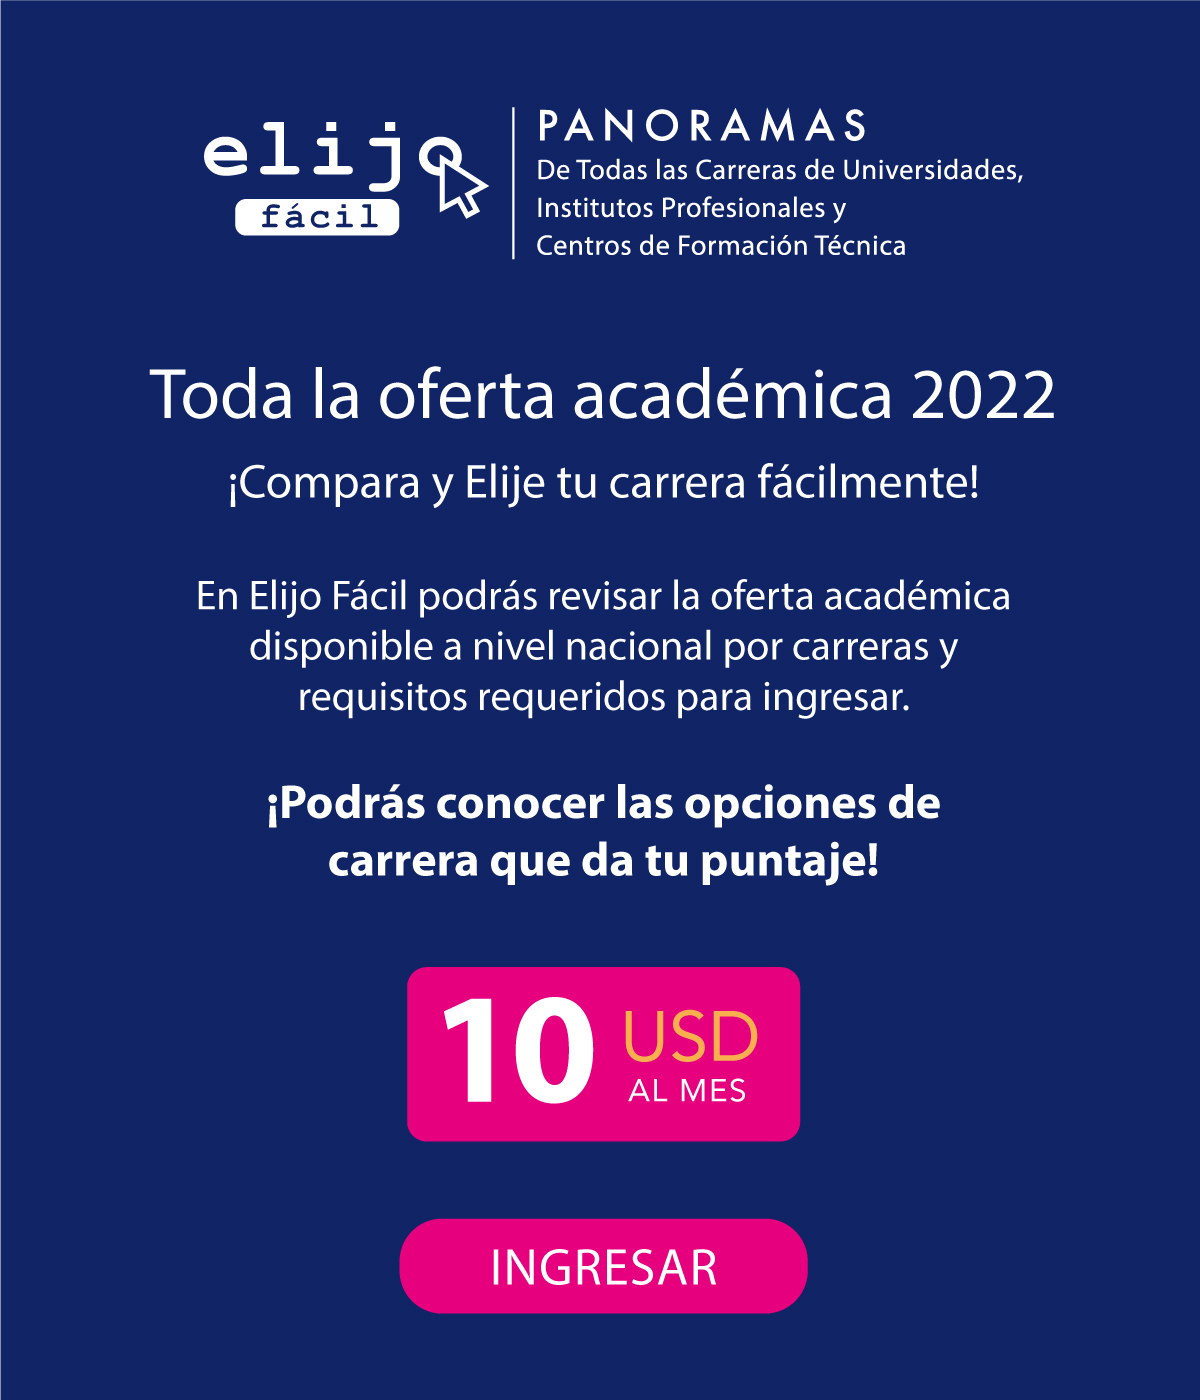 elijo
fácil
PANORAMAS
De Todas las Carreras de Universidades,
Institutos Profesionales y
Centros de Formación Técnica
Toda la oferta académica 2022
¡Compara y Elije tu carrera fácilmente!
En Elijo Fácil podrás revisar la oferta académica
disponible a nivel nacional por carreras y
requisitos requeridos para ingresar.
¡Podrás conocer las opciones de
carrera que da tu puntaje!
10 USD
AL MES
INGRESAR